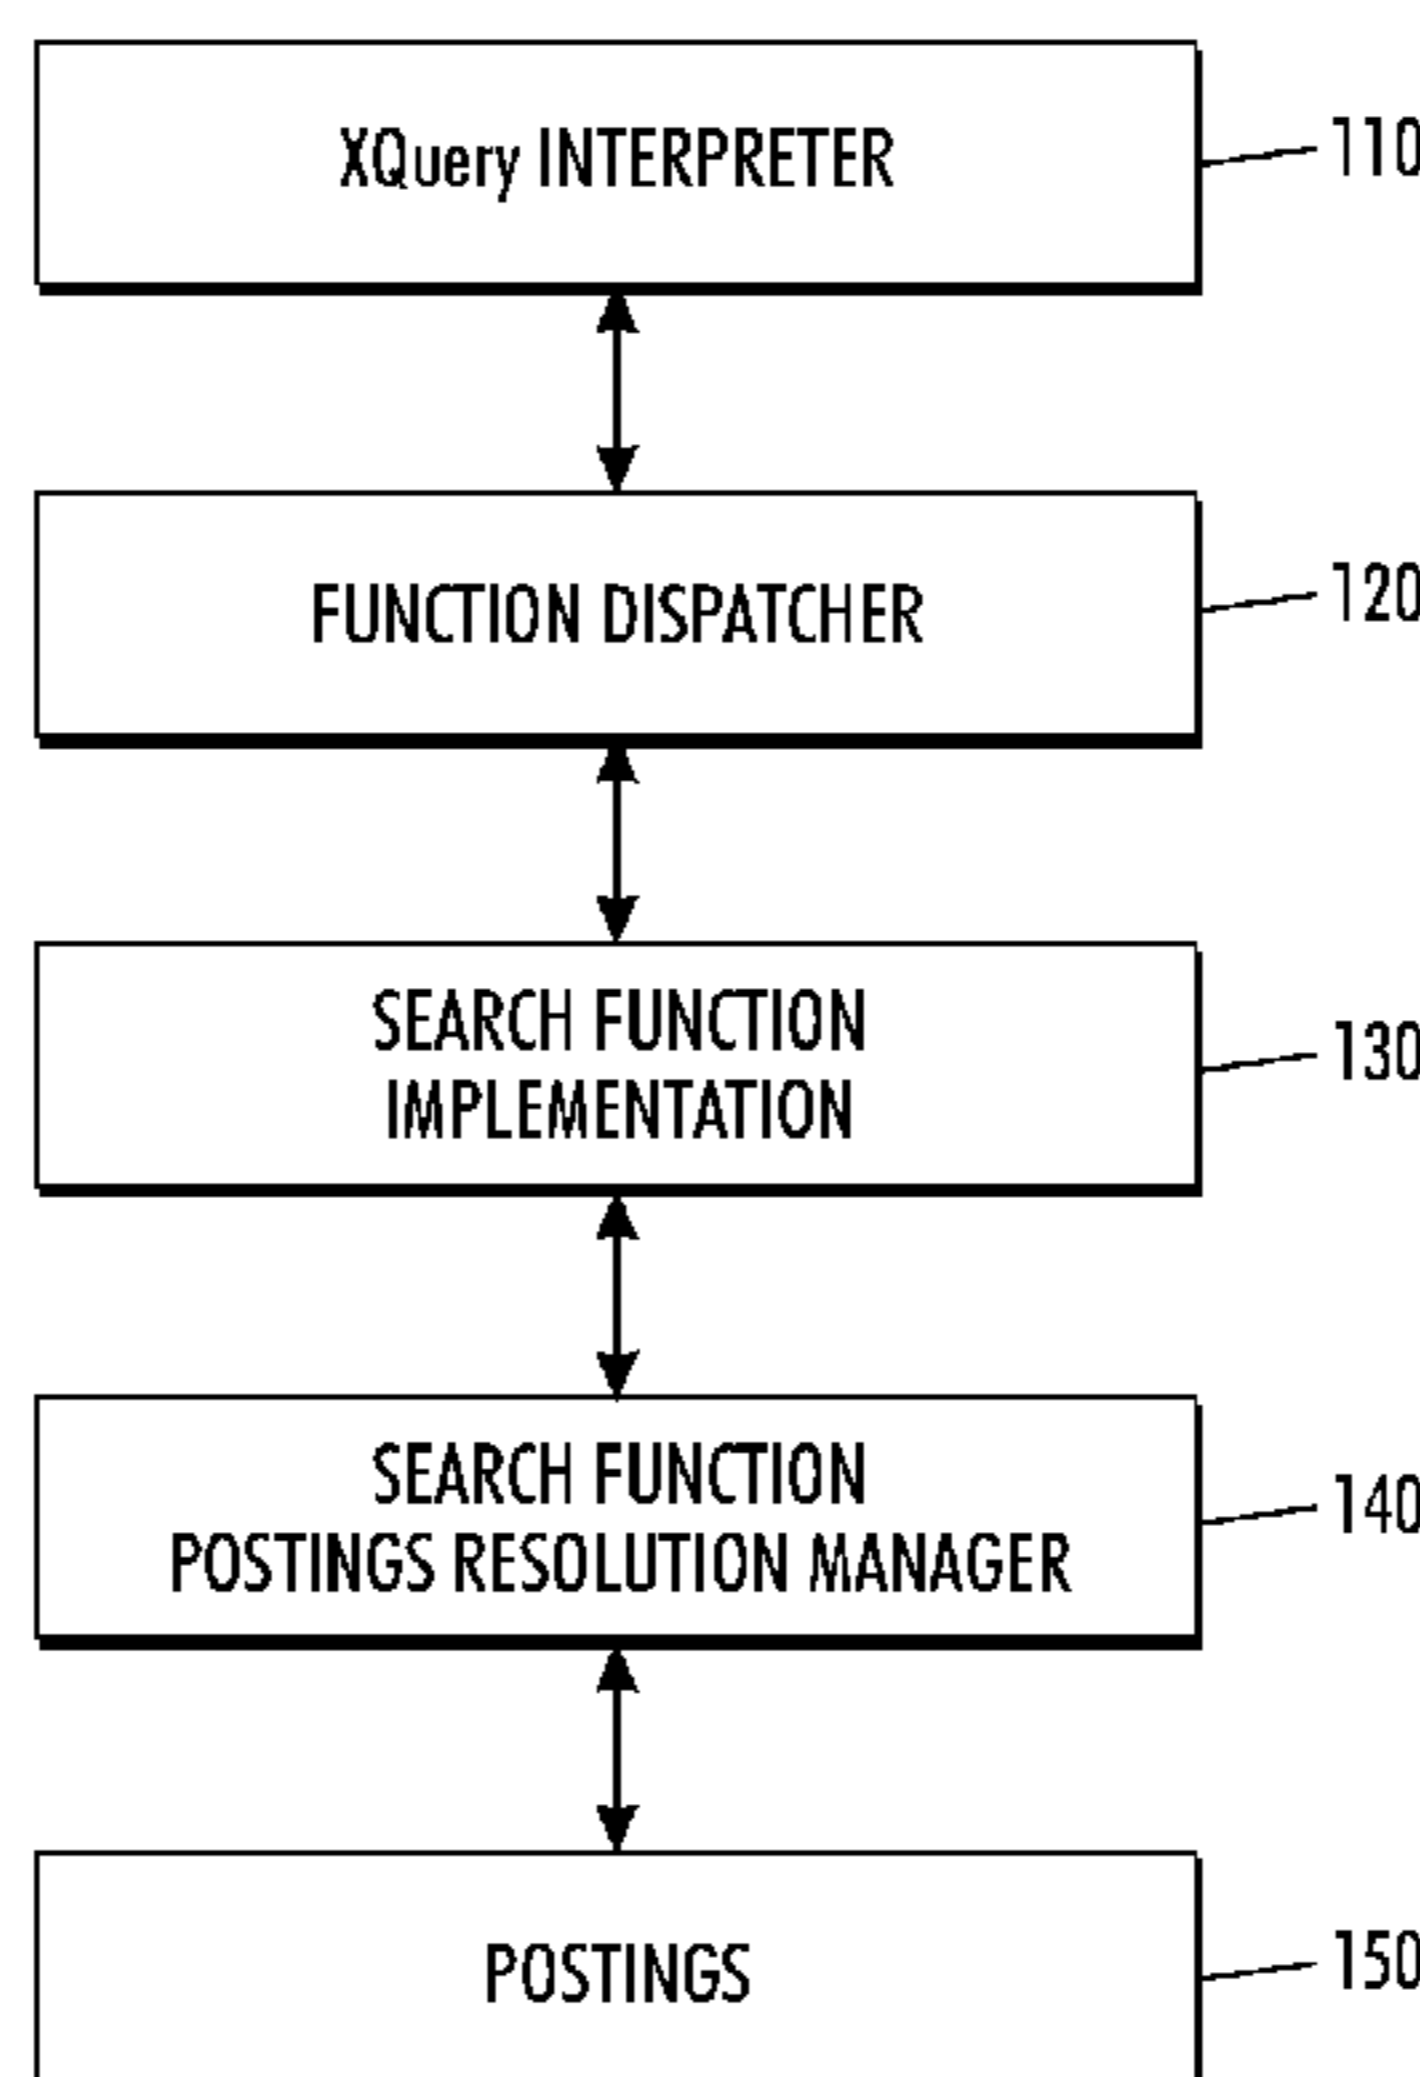 XQuery INTERPRETER
110
FUNCTION DISPATCHER
120
SEARCH FUNCTION
IMPLEMENTATION
130
SEARCH FUNCTION
POSTINGS RESOLUTION MANAGER
140
POSTINGS
150